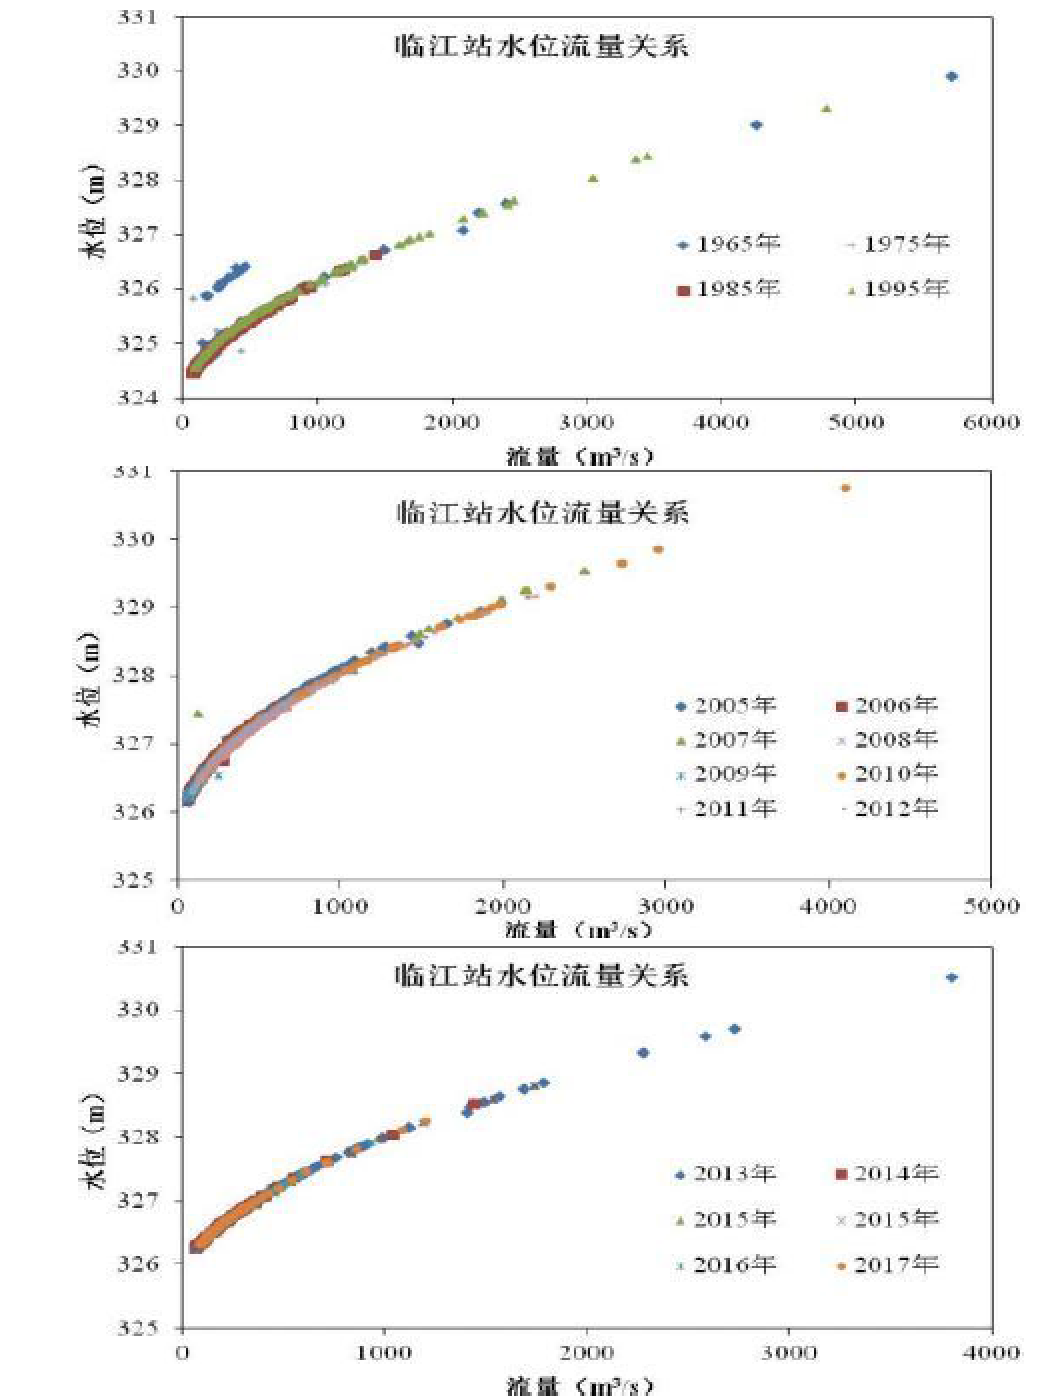 临江站水位流量关系
331
330
329
328
327
326
325
324
水位（m）
0 1000 2000 3000 4000 5000 6000
流量（m³/s）
1965年 1975年
1985年 1995年
临江站水位流量关系
331
330
329
328
327
326
325
水位（m）
0 1000 2000 3000 4000 5000
流量（m³/s）
2005年 2006年
2007年 2008年
2009年 2010年
2011年 2012年
临江站水位流量关系
331
330
329
328
327
326
325
水位（m）
0 1000 2000 3000 4000
流量（m³/s）
2013年 2014年
2015年 2015年
2016年 2017年